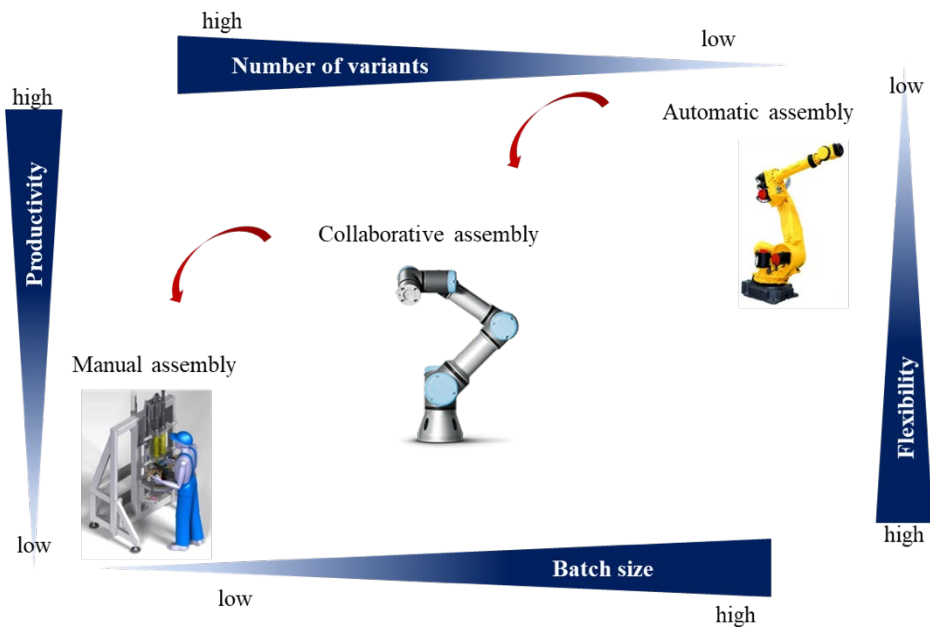 high
Number of variants
low
high
low
Automatic assembly
Productivity
Collaborative assembly
Manual assembly
Flexibility
low
high
Batch size
low
high